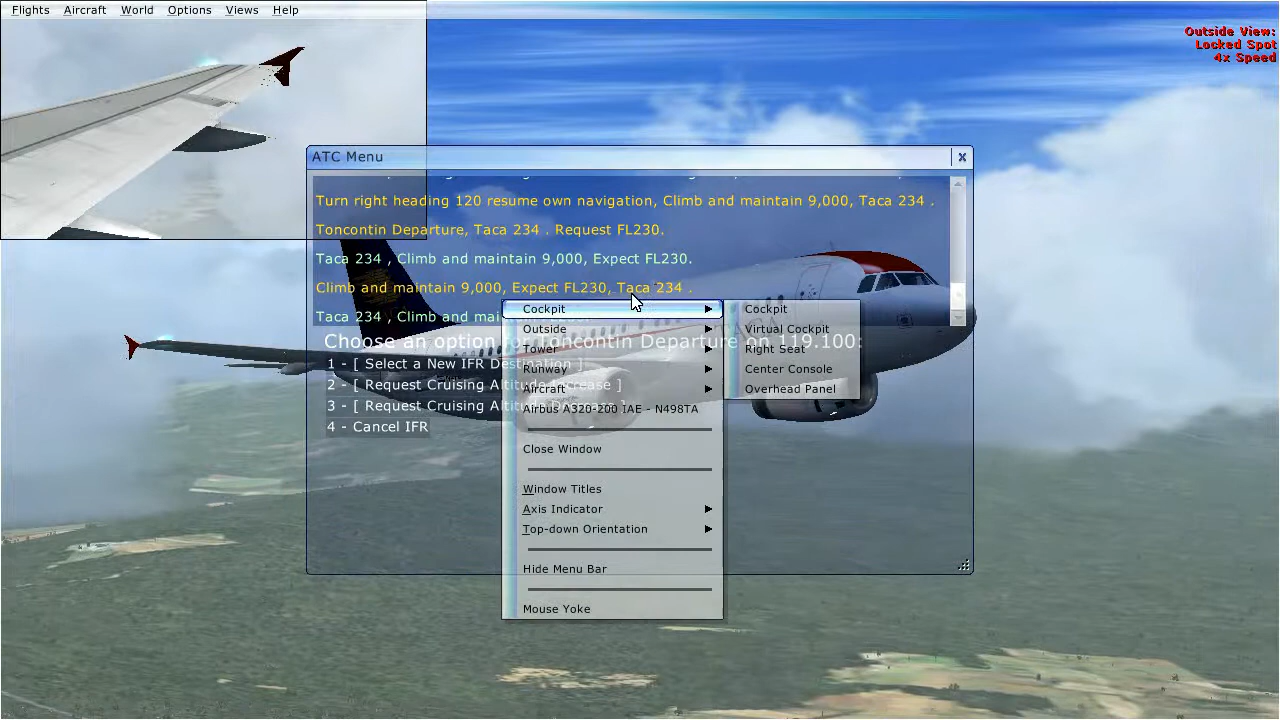 Flights Aircraft World Options Views Help
Outside View:
Locked Spot
4x Speed
ATC Menu x
Turn right heading 120 resume own navigation, Climb and maintain 9,000, Taca 234 .
Toncontin Departure, Taca 234 . Request FL230.
Taca 234 , Climb and maintain 9,000, Expect FL230.
Climb and maintain 9,000, Expect FL230, Taca 234 .
Taca 234 , Climb and mai
Choose an option for Toncontin Departure on 119.100:
1 - [ Select a New IFR Destination ]
2 - [ Request Cruising Altitude Increase ]
3 - [ Request Cruising Altitude Decrease ]
4 - Cancel IFR
Cockpit
Outside
Tower
Runway
Aircraft
Airbus A320-200 IAE - N498TA
Close Window
Window Titles
Axis Indicator
Top-down Orientation
Hide Menu Bar
Mouse Yoke
Cockpit
Virtual Cockpit
Right Seat
Center Console
Overhead Panel